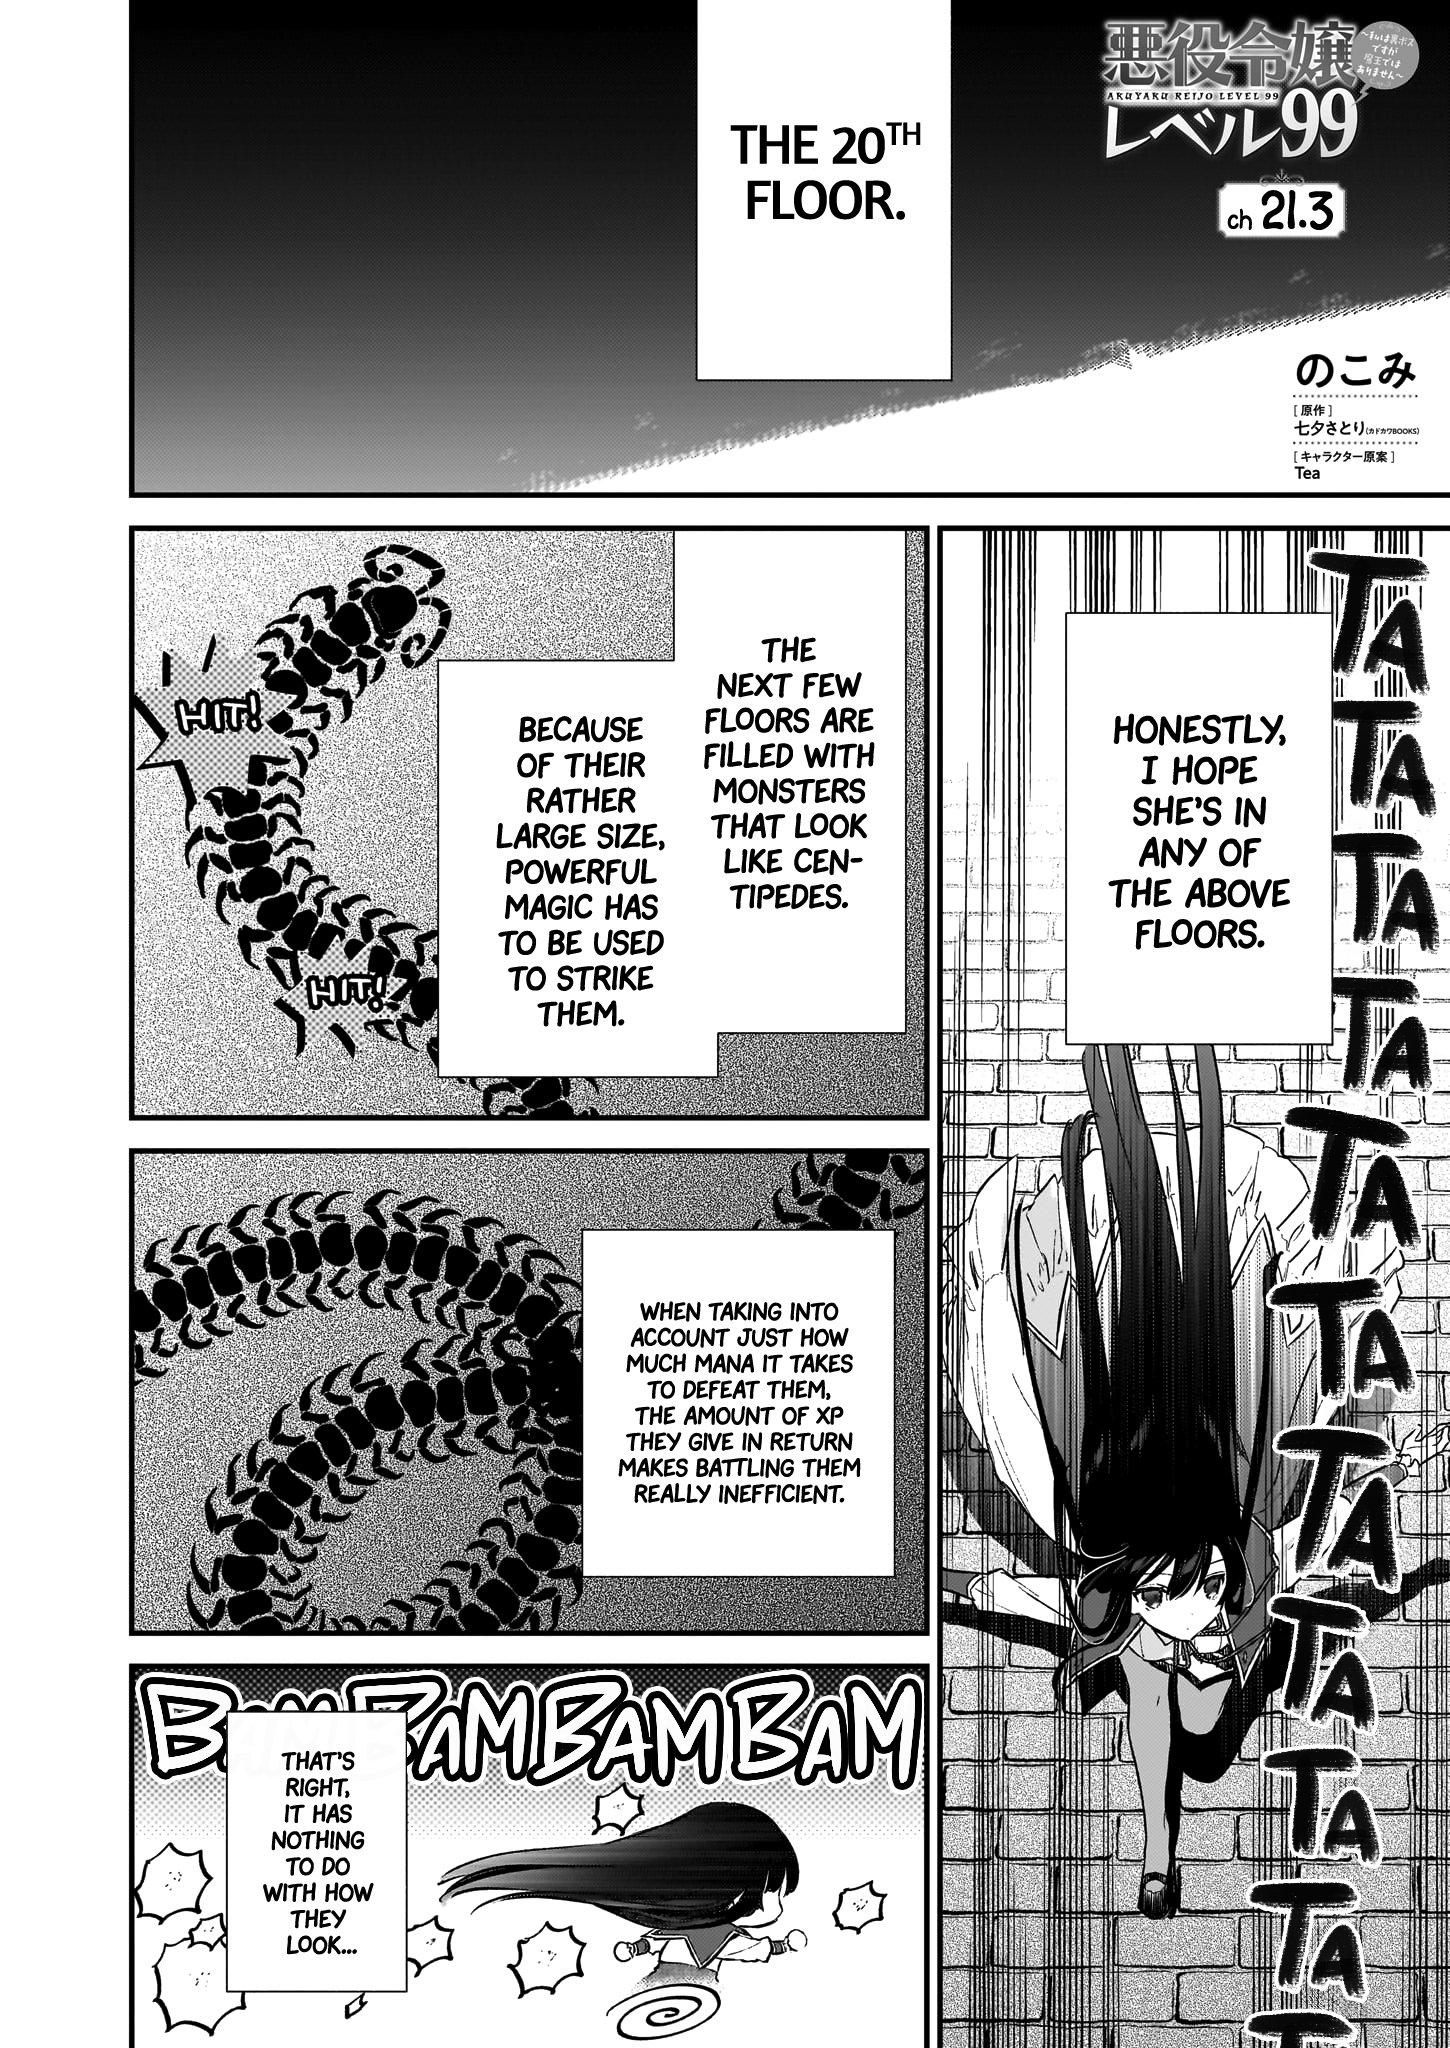 悪役令嬢
～私は裏ボス
ですが
魔王では
ありません～
AKUYAKU REIJO LEVEL 99
レベル99
ch 21.3
THE 20TH
FLOOR.
のこみ
[原作]
七夕さとり(カドカワBOOKS)
[キャラクター原案]
Tea
TA
TA
TA
TA
TA
TA
TA
TA
TA
TA
TA
HONESTLY,
I HOPE
SHE'S IN
ANY OF
THE ABOVE
FLOORS.
THE
NEXT FEW
FLOORS ARE
FILLED WITH
MONSTERS
THAT LOOK
LIKE CEN-
TIPEDES.
BECAUSE
OF THEIR
RATHER
LARGE SIZE,
POWERFUL
MAGIC HAS
TO BE USED
TO STRIKE
THEM.
HIT!
HIT!
WHEN TAKING INTO
ACCOUNT JUST HOW
MUCH MANA IT TAKES
TO DEFEAT THEM,
THE AMOUNT OF XP
THEY GIVE IN RETURN
MAKES BATTLING THEM
REALLY INEFFICIENT.
BAM BAM BAM BAM
THAT'S
RIGHT,
IT HAS
NOTHING
TO DO
WITH HOW
THEY
LOOK...